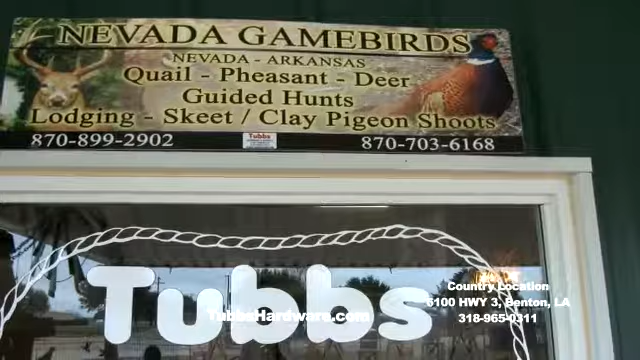 NEVADA GAMEBIRDS
NEVADA - ARKANSAS
Quail - Pheasant - Deer
Guided Hunts
Lodging - Skeet / Clay Pigeon Shoots
870-899-2902
Tubbs
870-703-6168
Tubbs
TubbsHardware.com
Country Location
6100 HWY 3, Benton, LA
318-965-0311